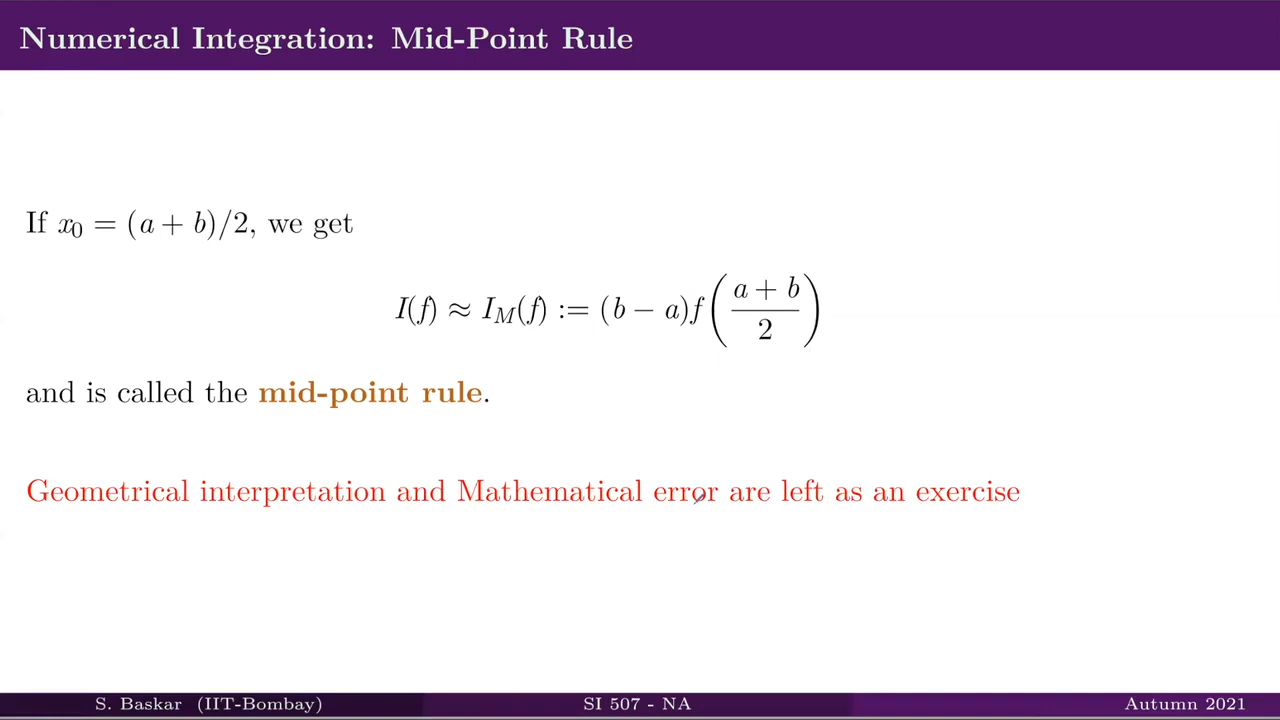 Numerical Integration: Mid-Point Rule
If x₀ = (a + b)/2, we get
I(f) ≈ I_M(f) := (b − a)f((a + b)/2)
and is called the mid-point rule.
Geometrical interpretation and Mathematical error are left as an exercise
S. Baskar (IIT-Bombay) SI 507 - NA Autumn 2021